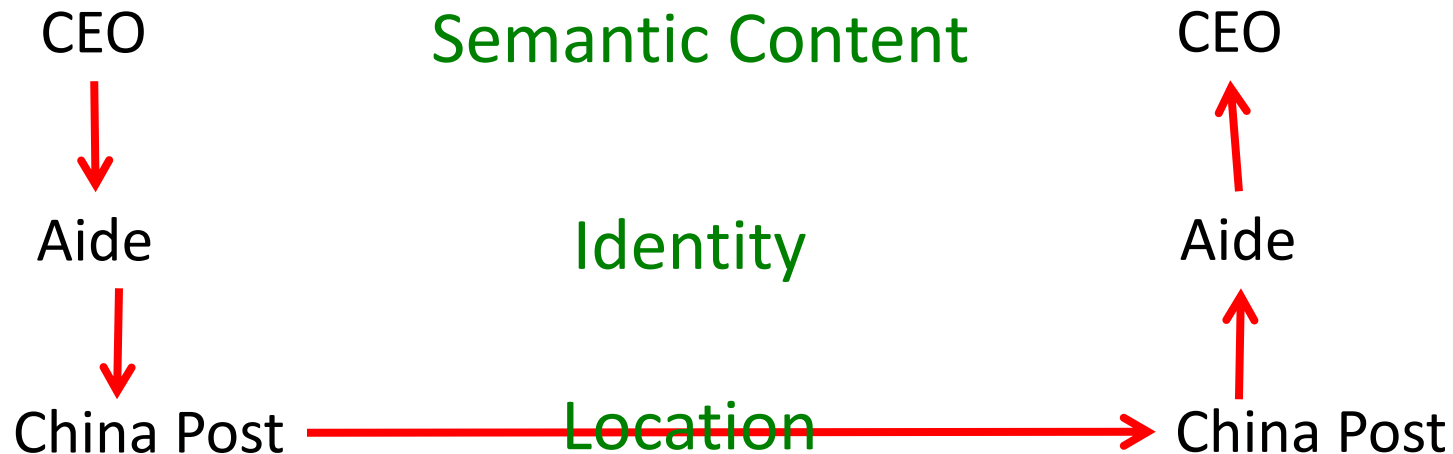 CEO Semantic Content CEO
Aide Identity Aide
China Post Location China Post